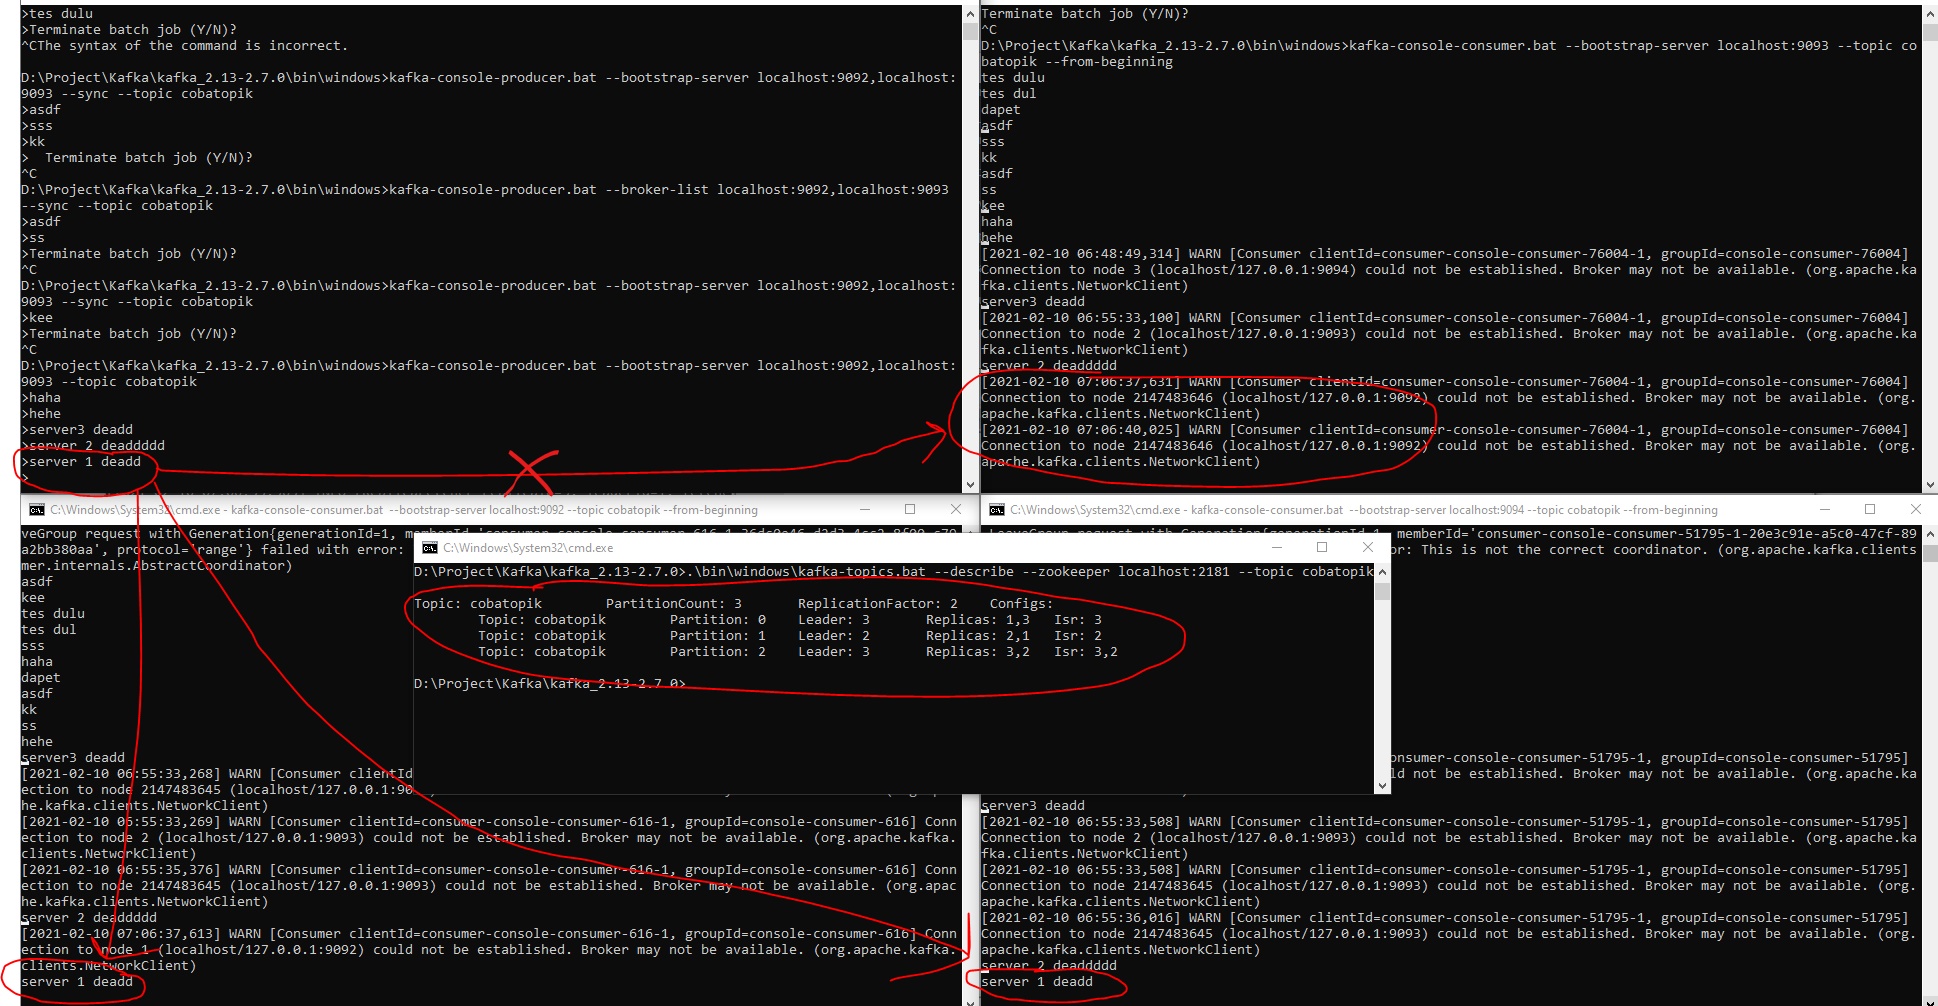 >tes dulu
>Terminate batch job (Y/N)?
^CThe syntax of the command is incorrect.
D:\Project\Kafka\kafka_2.13-2.7.0\bin\windows>kafka-console-producer.bat --bootstrap-server localhost:9092,localhost:
9093 --sync --topic cobatopik
>asdf
>sss
>kk
>  Terminate batch job (Y/N)?
^C
D:\Project\Kafka\kafka_2.13-2.7.0\bin\windows>kafka-console-producer.bat --broker-list localhost:9092,localhost:9093
--sync --topic cobatopik
>asdf
>ss
>Terminate batch job (Y/N)?
^C
D:\Project\Kafka\kafka_2.13-2.7.0\bin\windows>kafka-console-producer.bat --bootstrap-server localhost:9092,localhost:
9093 --sync --topic cobatopik
>kee
>Terminate batch job (Y/N)?
^C
D:\Project\Kafka\kafka_2.13-2.7.0\bin\windows>kafka-console-producer.bat --bootstrap-server localhost:9092,localhost:
9093 --topic cobatopik
>haha
>hehe
>server3 deadd
>server 2 deaddddd
>server 1 deadd
>
Terminate batch job (Y/N)?
^C
D:\Project\Kafka\kafka_2.13-2.7.0\bin\windows>kafka-console-consumer.bat --bootstrap-server localhost:9093 --topic co
batopik --from-beginning
tes dulu
tes dul
dapet
asdf
sss
kk
asdf
ss
kee
haha
hehe
[2021-02-10 06:48:49,314] WARN [Consumer clientId=consumer-console-consumer-76004-1, groupId=console-consumer-76004]
Connection to node 3 (localhost/127.0.0.1:9094) could not be established. Broker may not be available. (org.apache.ka
fka.clients.NetworkClient)
server3 deadd
[2021-02-10 06:55:33,100] WARN [Consumer clientId=consumer-console-consumer-76004-1, groupId=console-consumer-76004]
Connection to node 2 (localhost/127.0.0.1:9093) could not be established. Broker may not be available. (org.apache.ka
fka.clients.NetworkClient)
server 2 deaddddd
[2021-02-10 07:06:37,631] WARN [Consumer clientId=consumer-console-consumer-76004-1, groupId=console-consumer-76004]
Connection to node 2147483646 (localhost/127.0.0.1:9092) could not be established. Broker may not be available. (org.
apache.kafka.clients.NetworkClient)
[2021-02-10 07:06:40,025] WARN [Consumer clientId=consumer-console-consumer-76004-1, groupId=console-consumer-76004]
Connection to node 2147483646 (localhost/127.0.0.1:9092) could not be established. Broker may not be available. (org.
apache.kafka.clients.NetworkClient)
C:\Windows\System32\cmd.exe - kafka-console-consumer.bat  --bootstrap-server localhost:9092 --topic cobatopik --from-beginning
veGroup request with Generation{generationId=1,
a2bb380aa', protocol='range'} failed with error:
mer.internals.AbstractCoordinator)
asdf
kee
tes dulu
tes dul
sss
haha
dapet
asdf
kk
ss
hehe
server3 deadd
[2021-02-10 06:55:33,268] WARN [Consumer clientId
ection to node 2147483645 (localhost/127.0.0.1:90
he.kafka.clients.NetworkClient)
[2021-02-10 06:55:33,269] WARN [Consumer clientId=consumer-console-consumer-616-1, groupId=console-consumer-616] Conn
ection to node 2 (localhost/127.0.0.1:9093) could not be established. Broker may not be available. (org.apache.kafka.
clients.NetworkClient)
[2021-02-10 06:55:35,376] WARN [Consumer clientId=consumer-console-consumer-616-1, groupId=console-consumer-616] Conn
ection to node 2147483645 (localhost/127.0.0.1:9093) could not be established. Broker may not be available. (org.apac
he.kafka.clients.NetworkClient)
server 2 deaddddd
[2021-02-10 07:06:37,613] WARN [Consumer clientId=consumer-console-consumer-616-1, groupId=console-consumer-616] Conn
ection to node 1 (localhost/127.0.0.1:9092) could not be established. Broker may not be available. (org.apache.kafka.
clients.NetworkClient)
server 1 deadd
C:\Windows\System32\cmd.exe
D:\Project\Kafka\kafka_2.13-2.7.0>.\bin\windows\kafka-topics.bat --describe --zookeeper localhost:2181 --topic cobatopik
Topic: cobatopik        PartitionCount: 3       ReplicationFactor: 2    Configs:
Topic: cobatopik        Partition: 0    Leader: 3       Replicas: 1,3   Isr: 3
Topic: cobatopik        Partition: 1    Leader: 2       Replicas: 2,1   Isr: 2
Topic: cobatopik        Partition: 2    Leader: 3       Replicas: 3,2   Isr: 3,2
D:\Project\Kafka\kafka_2.13-2.7.0>
C:\Windows\System32\cmd.exe - kafka-console-consumer.bat  --bootstrap-server localhost:9094 --topic cobatopik --from-beginning
memberId='consumer-console-consumer-51795-1-20e3c91e-a5c0-47cf-89
or: This is not the correct coordinator. (org.apache.kafka.clients
nsumer-console-consumer-51795-1, groupId=console-consumer-51795]
ld not be established. Broker may not be available. (org.apache.ka
server3 deadd
[2021-02-10 06:55:33,508] WARN [Consumer clientId=consumer-console-consumer-51795-1, groupId=console-consumer-51795]
Connection to node 2 (localhost/127.0.0.1:9093) could not be established. Broker may not be available. (org.apache.ka
fka.clients.NetworkClient)
[2021-02-10 06:55:33,508] WARN [Consumer clientId=consumer-console-consumer-51795-1, groupId=console-consumer-51795]
Connection to node 2147483645 (localhost/127.0.0.1:9093) could not be established. Broker may not be available. (org.
apache.kafka.clients.NetworkClient)
[2021-02-10 06:55:36,016] WARN [Consumer clientId=consumer-console-consumer-51795-1, groupId=console-consumer-51795]
Connection to node 2147483645 (localhost/127.0.0.1:9093) could not be established. Broker may not be available. (org.
apache.kafka.clients.NetworkClient)
server 2 deaddddd
server 1 deadd